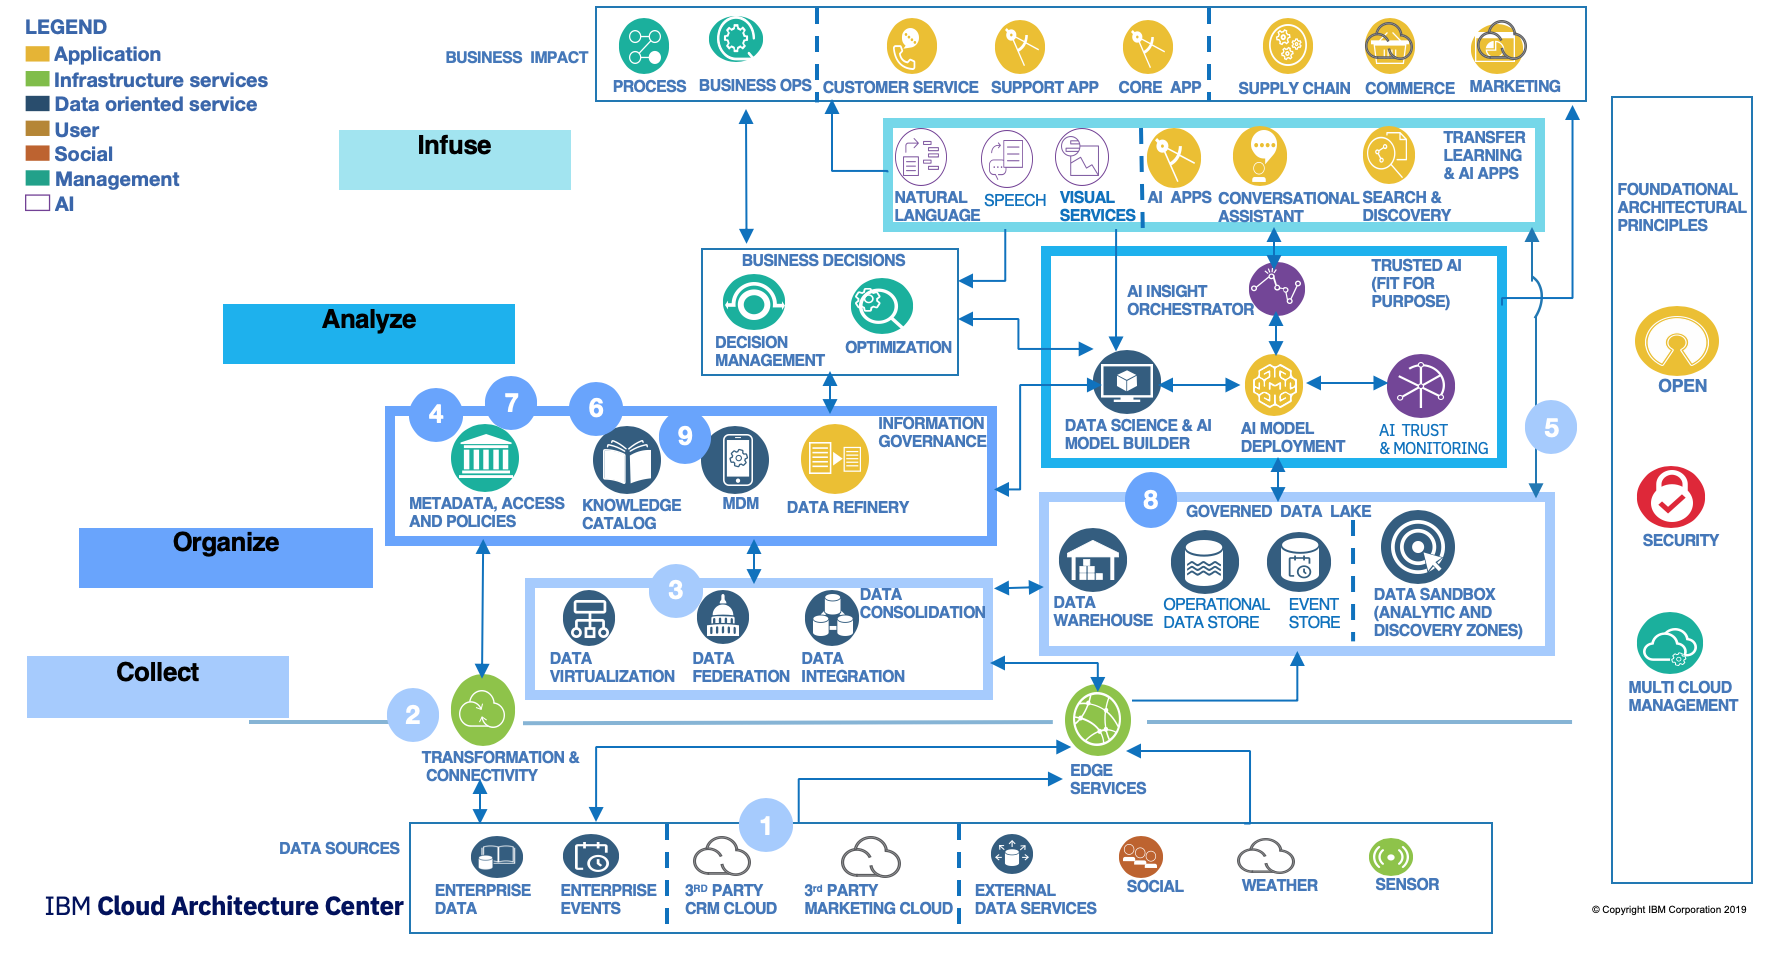 LEGEND
Application
Infrastructure services
Data oriented service
User
Social
Management
AI
BUSINESS IMPACT
PROCESS
BUSINESS OPS
CUSTOMER SERVICE
SUPPORT APP
CORE APP
SUPPLY CHAIN
COMMERCE
MARKETING
Infuse
NATURAL
LANGUAGE
SPEECH
VISUAL
SERVICES
AI APPS
CONVERSATIONAL
ASSISTANT
SEARCH &
DISCOVERY
TRANSFER
LEARNING
& AI APPS
FOUNDATIONAL
ARCHITECTURAL
PRINCIPLES
OPEN
SECURITY
MULTI CLOUD
MANAGEMENT
BUSINESS DECISIONS
DECISION
MANAGEMENT
OPTIMIZATION
AI INSIGHT
ORCHESTRATOR
TRUSTED AI
(FIT FOR
PURPOSE)
Analyze
DATA SCIENCE & AI
MODEL BUILDER
AI MODEL
DEPLOYMENT
AI TRUST
& MONITORING
5
4
7
6
9
INFORMATION
GOVERNANCE
METADATA, ACCESS
AND POLICIES
KNOWLEDGE
CATALOG
MDM
DATA REFINERY
Organize
8
GOVERNED DATA LAKE
DATA
WAREHOUSE
OPERATIONAL
DATA STORE
EVENT
STORE
DATA SANDBOX
(ANALYTIC AND
DISCOVERY ZONES)
3
DATA
CONSOLIDATION
DATA
VIRTUALIZATION
DATA
FEDERATION
DATA
INTEGRATION
Collect
2
TRANSFORMATION &
CONNECTIVITY
EDGE
SERVICES
1
DATA SOURCES
ENTERPRISE
DATA
ENTERPRISE
EVENTS
3RD PARTY
CRM CLOUD
3rd PARTY
MARKETING CLOUD
EXTERNAL
DATA SERVICES
SOCIAL
WEATHER
SENSOR
IBM Cloud Architecture Center
© Copyright IBM Corporation 2019